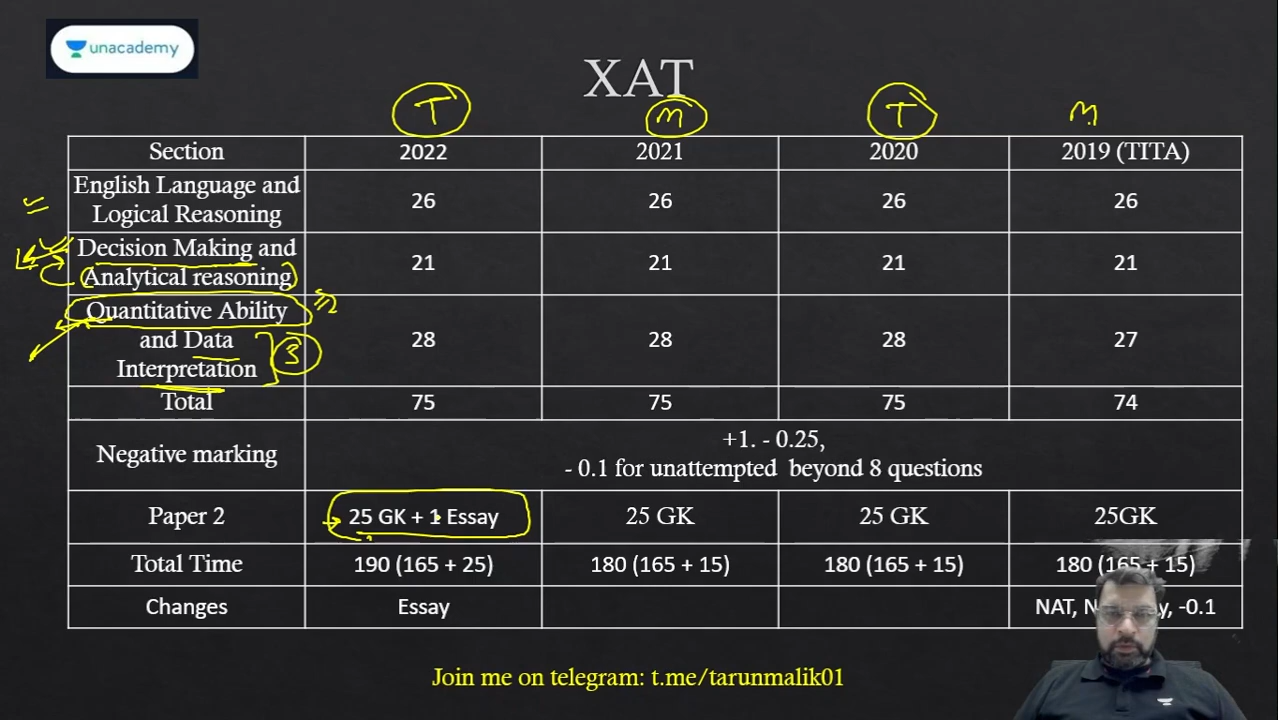 unacademy
XAT
T
M
T
M
Section
2022
2021
2020
2019 (TITA)
English Language and
Logical Reasoning
26
26
26
26
Decision Making and
Analytical reasoning
21
21
21
21
Quantitative Ability
and Data
Interpretation
3
28
28
28
27
Total
75
75
75
74
Negative marking
+1. - 0.25,
- 0.1 for unattempted beyond 8 questions
Paper 2
25 GK + 1 Essay
25 GK
25 GK
25GK
Total Time
190 (165 + 25)
180 (165 + 15)
180 (165 + 15)
180 (165 + 15)
Changes
Essay
NAT, -0.1
Join me on telegram: t.me/tarunmalik01